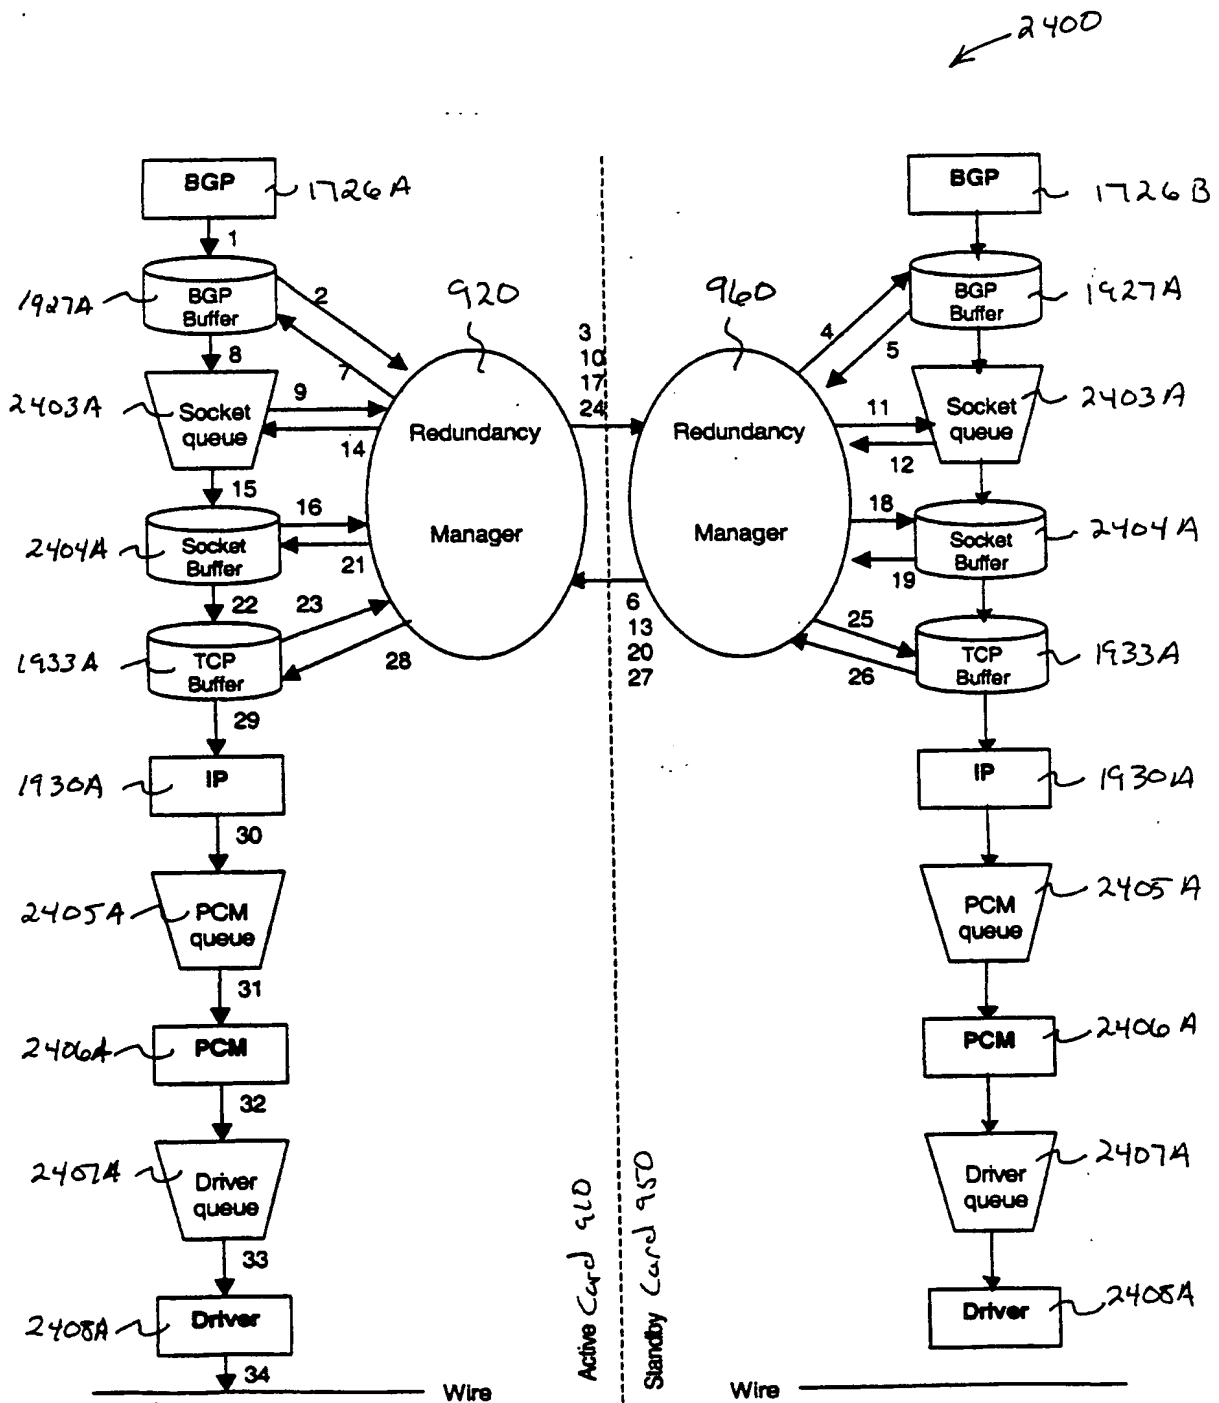 2400
BGP
1726A
1
1927A
BGP
Buffer
2
7
8
2403A
Socket
queue
9
14
15
2404A
Socket
Buffer
16
21
22
23
1933A
TCP
Buffer
28
29
1930A
IP
30
2405A
PCM
queue
31
2406A
PCM
32
2407A
Driver
queue
33
2408A
Driver
34
Wire
920
Redundancy
Manager
3
10
17
24
6
13
20
27
Active Card 910
Standby Card 950
960
Redundancy
Manager
BGP
1726B
4
5
BGP
Buffer
1927A
11
12
Socket
queue
2403A
18
19
Socket
Buffer
2404A
25
26
TCP
Buffer
1933A
IP
1930A
PCM
queue
2405A
PCM
2406A
Driver
queue
2407A
Driver
2408A
Wire